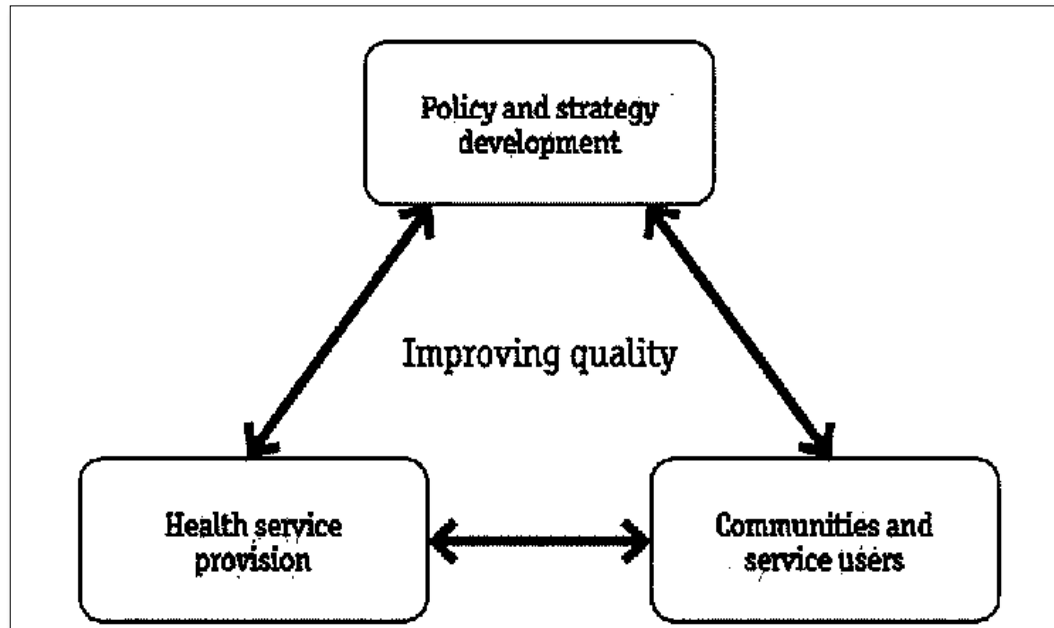 Policy and strategy
development
Improving quality
Health service
provision
Communities and
service users